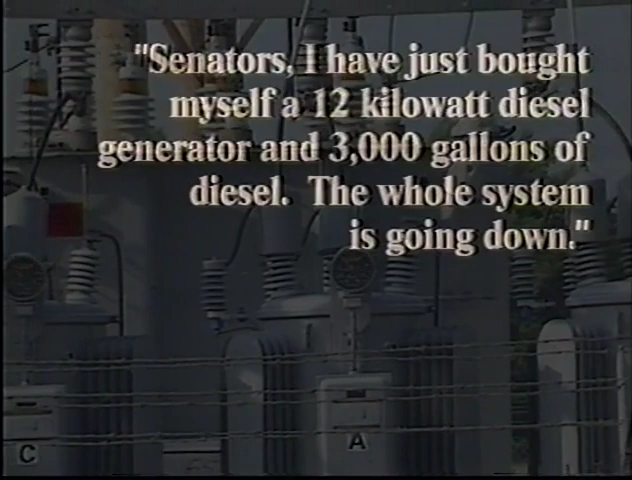 "Senators, I have just bought
myself a 12 kilowatt diesel
generator and 3,000 gallons of
diesel.  The whole system
is going down."
C
A